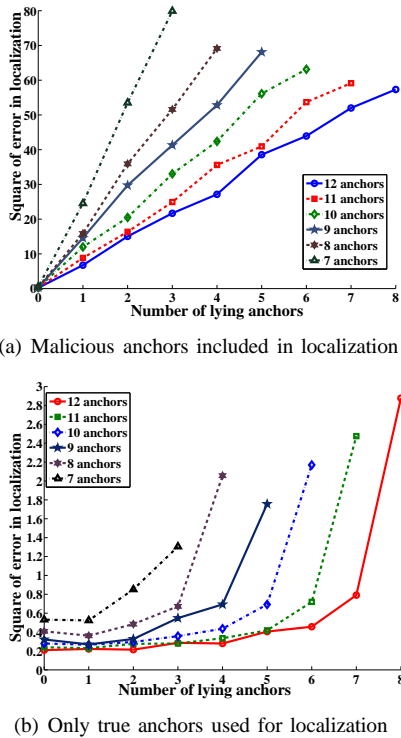 80
70
60
50
40
30
20
10
0
Square of error in localization
12 anchors
11 anchors
10 anchors
9 anchors
8 anchors
7 anchors
0 1 2 3 4 5 6 7 8
Number of lying anchors
(a) Malicious anchors included in localization
3
2.8
2.6
2.4
2.2
2
1.8
1.6
1.4
1.2
1
0.8
0.6
0.4
0.2
0
Square of error in localization
12 anchors
11 anchors
10 anchors
9 anchors
8 anchors
7 anchors
0 1 2 3 4 5 6 7 8
Number of lying anchors
(b) Only true anchors used for localization